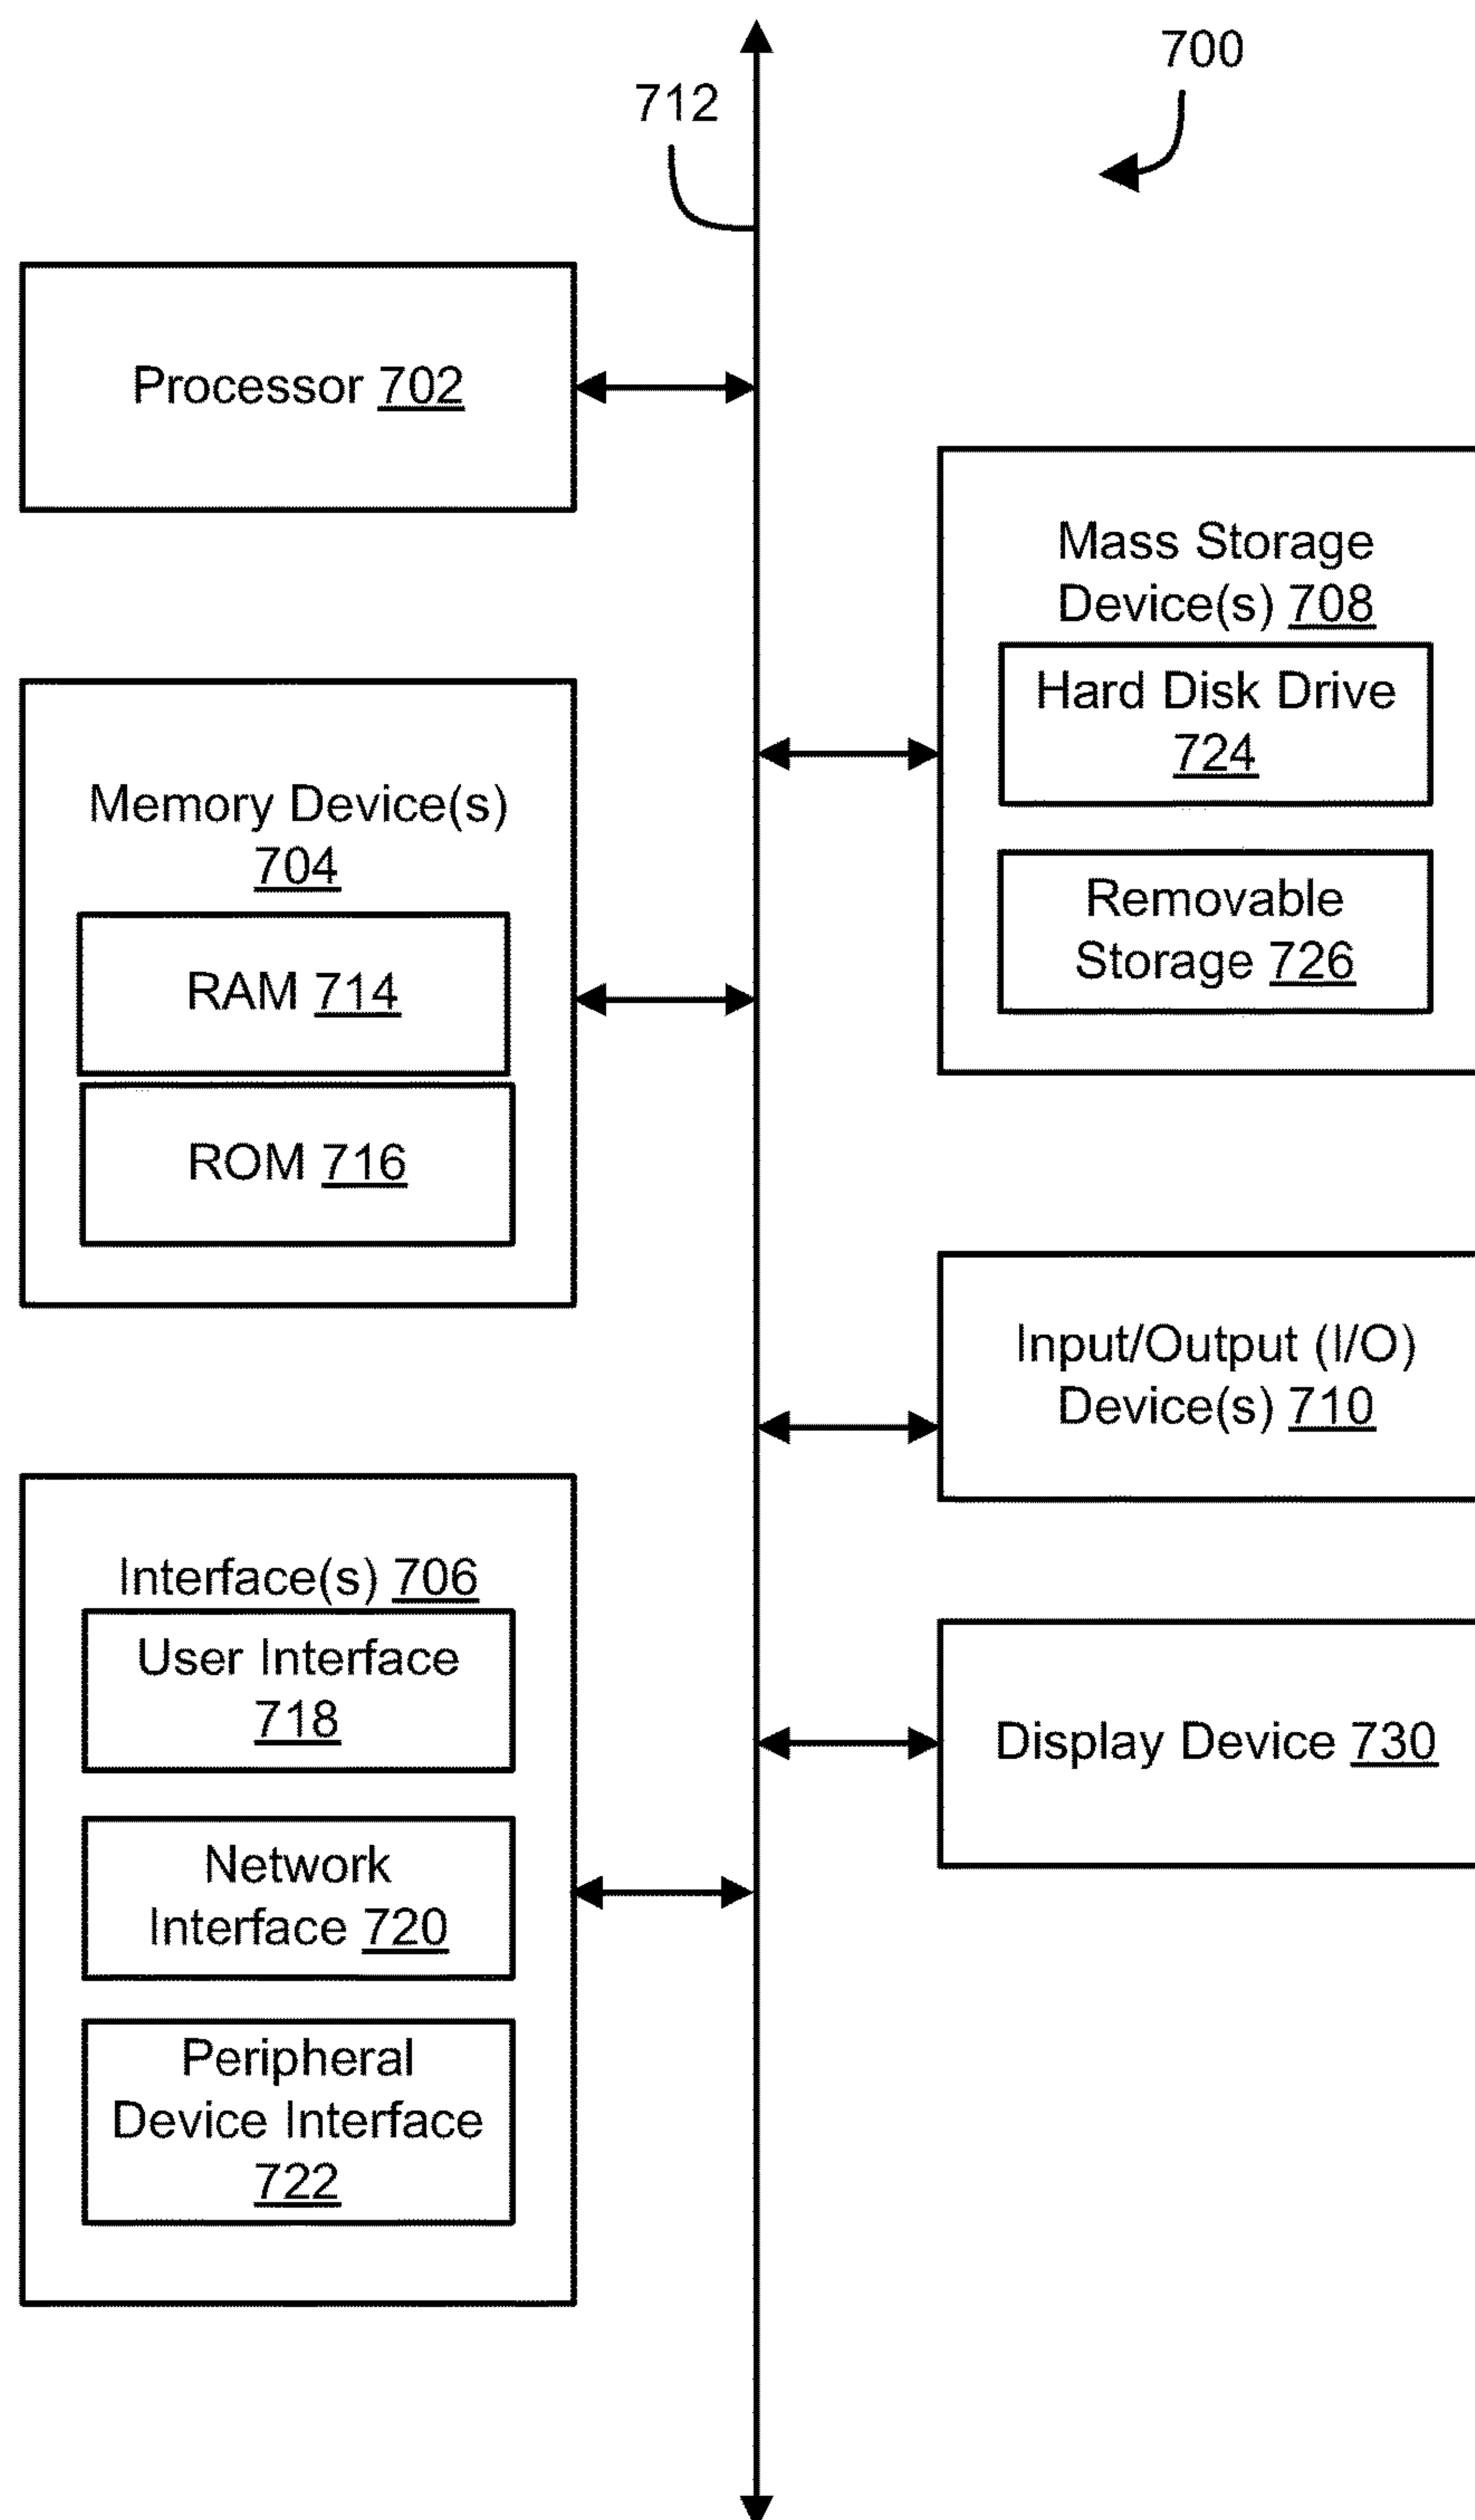 700
712
Processor 702
Mass Storage
Device(s) 708
Hard Disk Drive
724
Removable
Storage 726
Memory Device(s)
704
RAM 714
ROM 716
Input/Output (I/O)
Device(s) 710
Interface(s) 706
User Interface
718
Network
Interface 720
Peripheral
Device Interface
722
Display Device 730